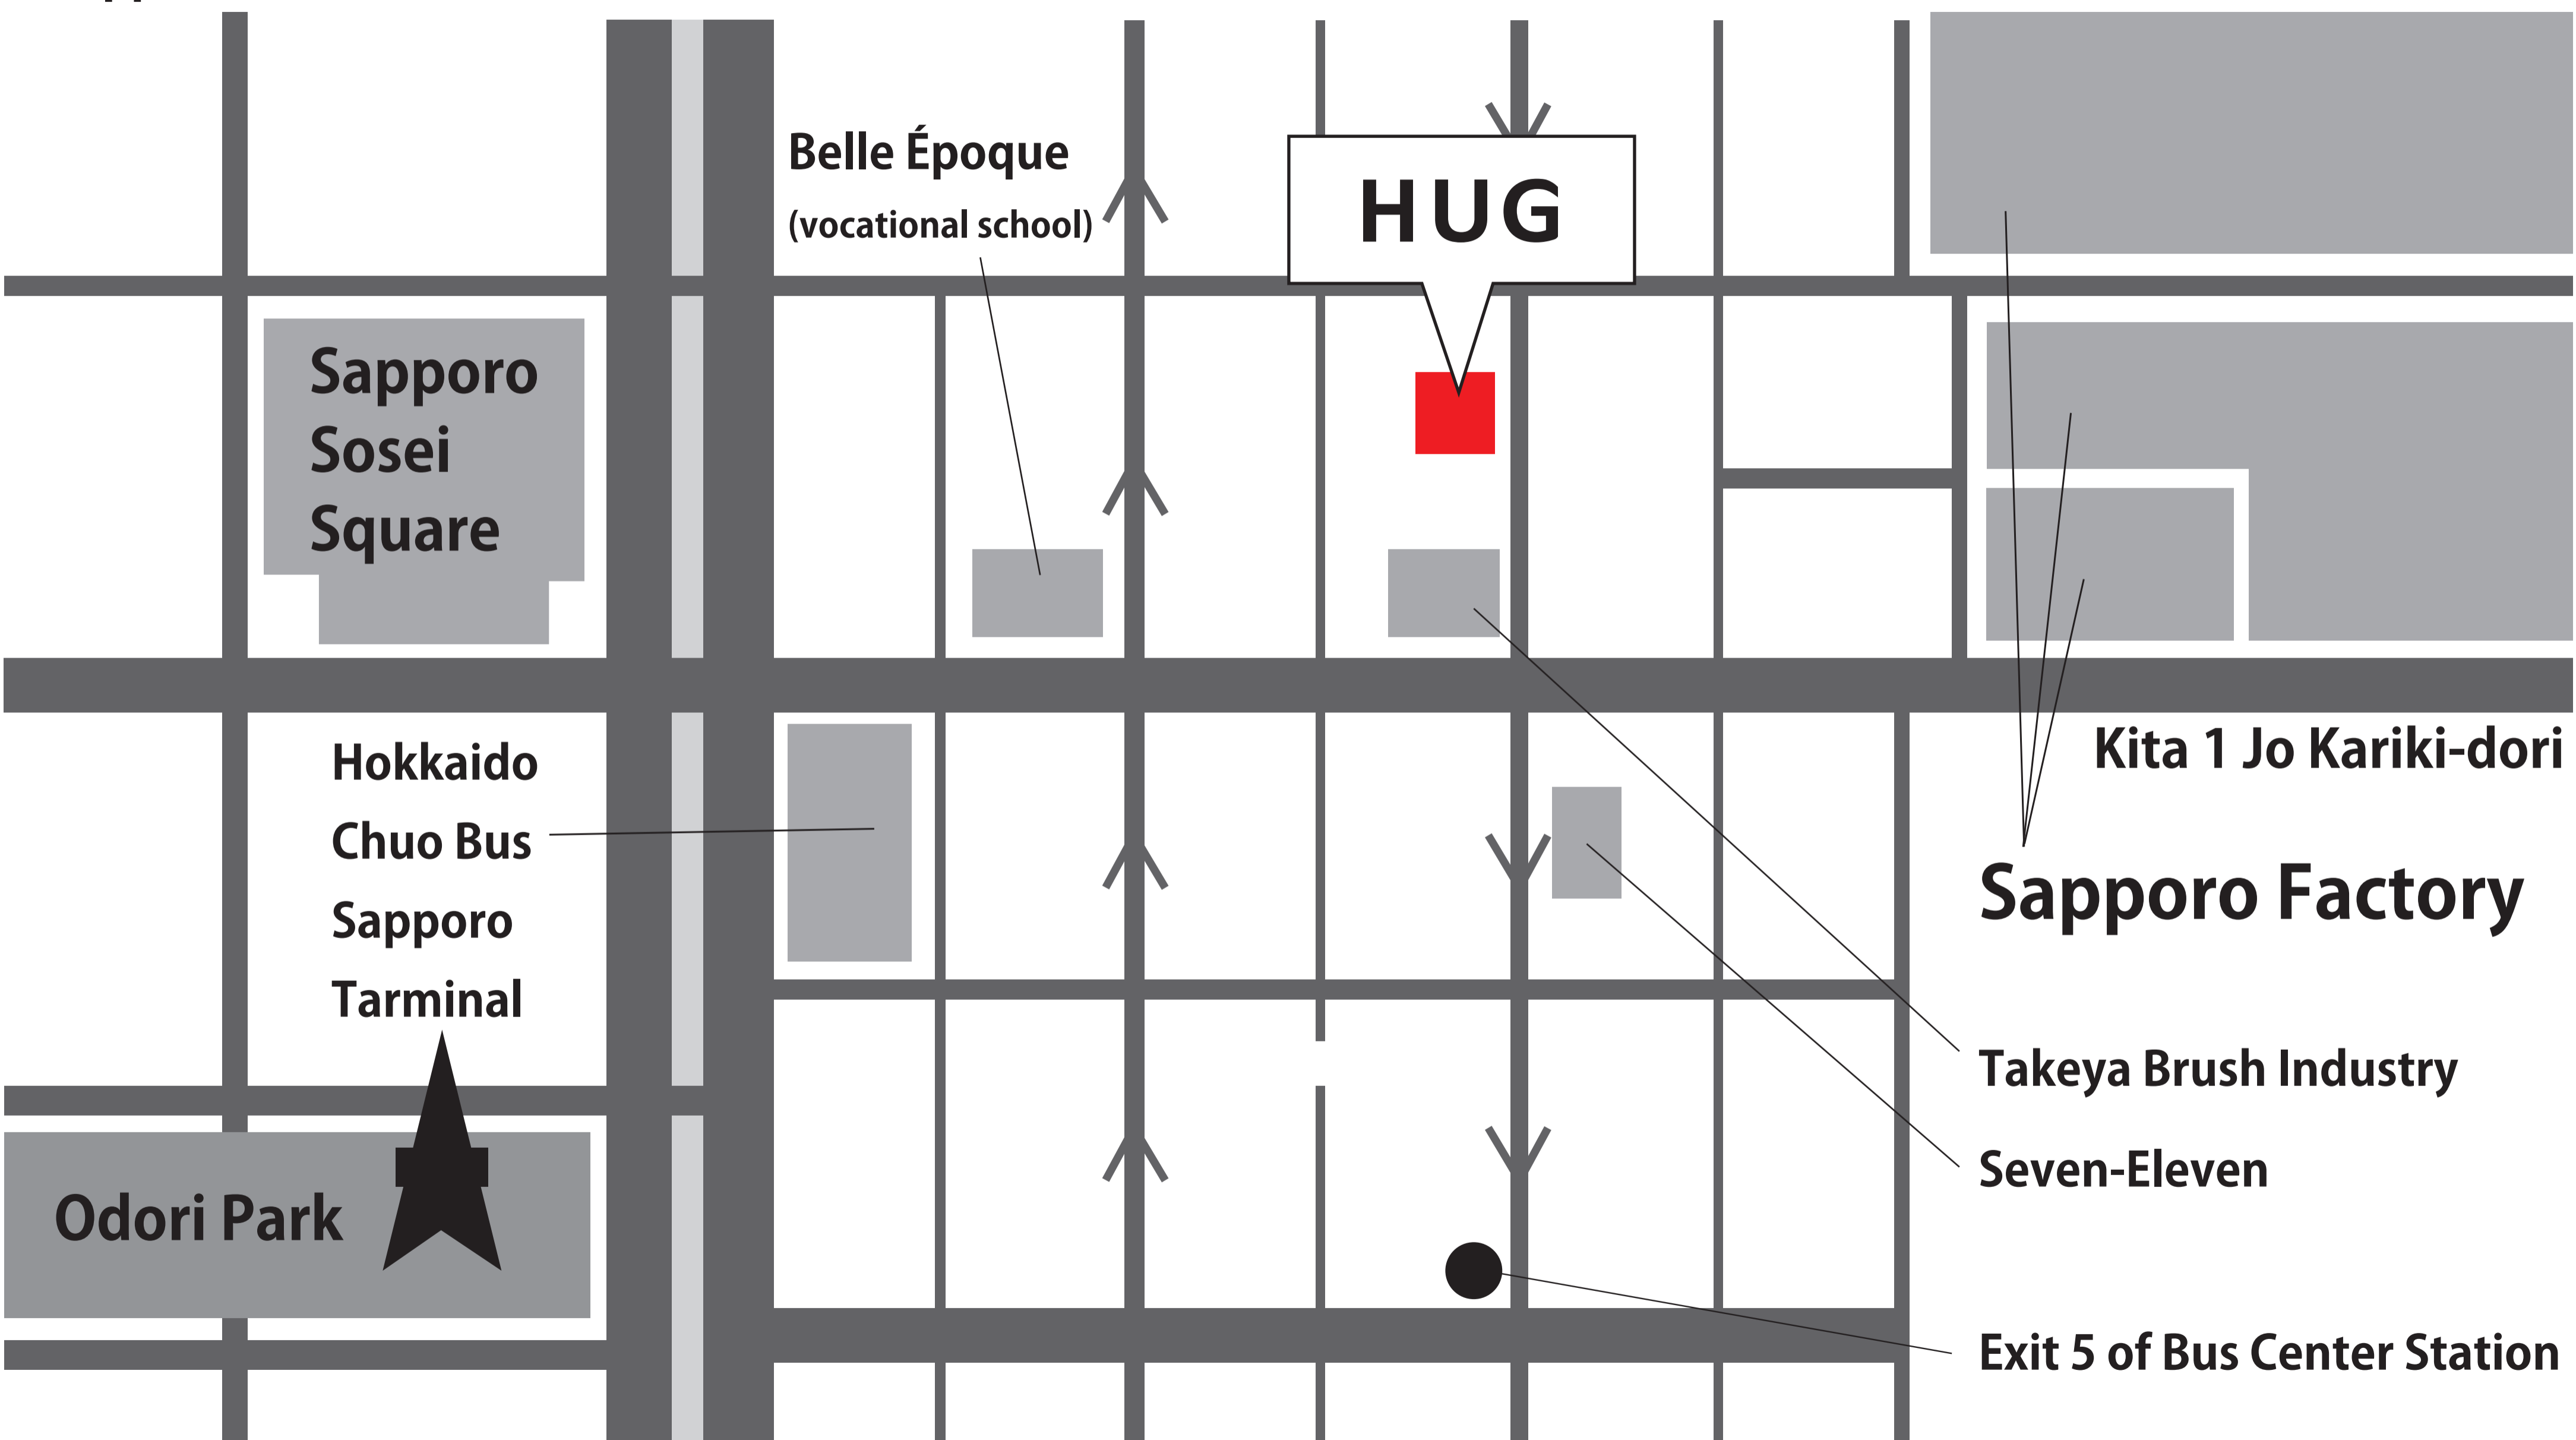 Belle Époque
(vocational school)
HUG
Sapporo
Sosei
Square
Hokkaido
Chuo Bus
Sapporo
Tarminal
Kita 1 Jo Kariki-dori
Sapporo Factory
Takeya Brush Industry
Seven-Eleven
Odori Park
Exit 5 of Bus Center Station